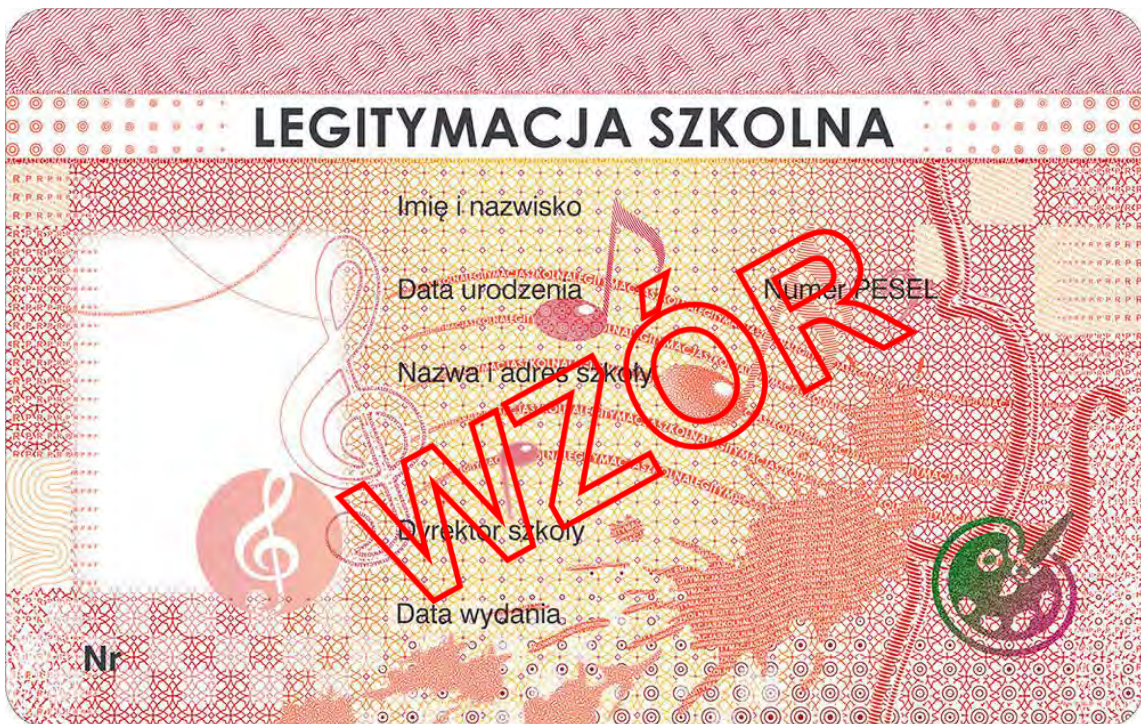 LEGITYMACJA SZKOLNA
Imię i nazwisko
Data urodzenia
Numer PESEL
Nazwa i adres szkoły
WZÓR
Dyrektor szkoły
Data wydania
Nr